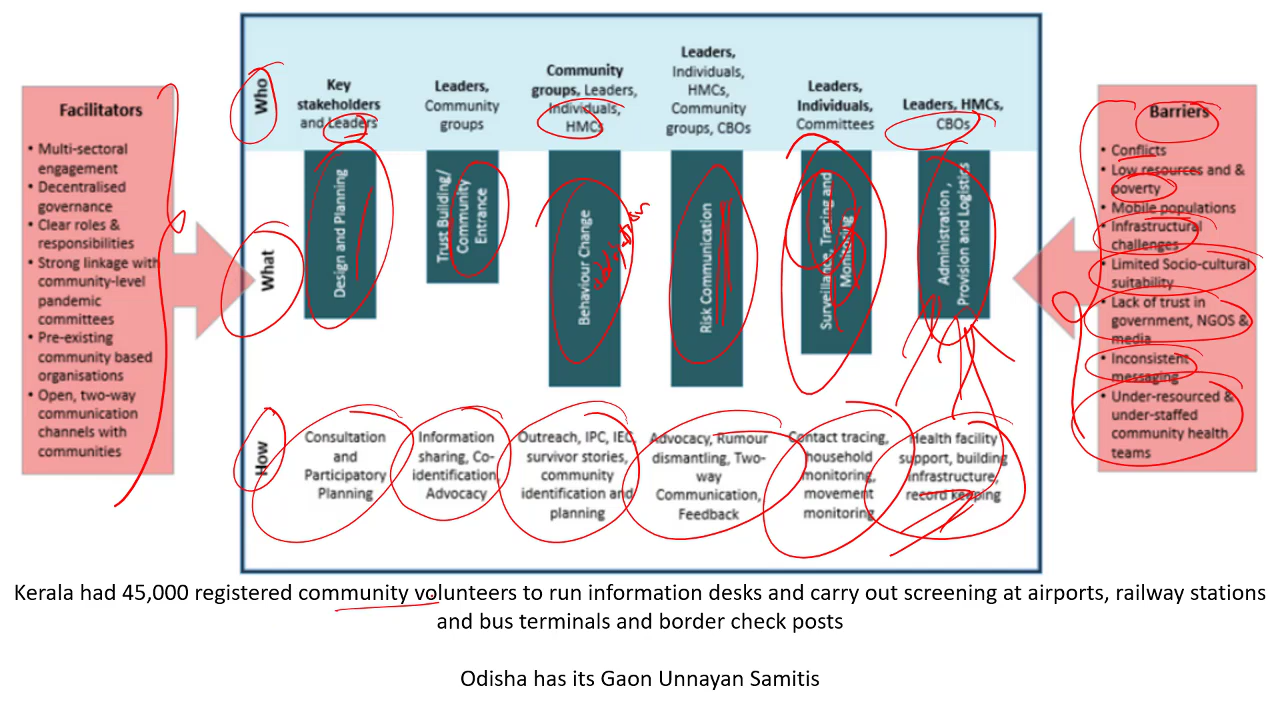 Facilitators
• Multi-sectoral
engagement
• Decentralised
governance
• Clear roles &
responsibilities
• Strong linkage with
community-level
pandemic
committees
• Pre-existing
community based
organisations
• Open, two-way
communication
channels with
communities
Who
Key
stakeholders
and Leaders
Leaders,
Community
groups
Community
groups, Leaders,
Individuals,
HMCs
Leaders,
Individuals,
HMCs,
Community
groups, CBOs
Leaders,
Individuals,
Committees
Leaders, HMCs,
CBOs
What
Design and Planning
Trust Building/
Community
Entrance
Behaviour Change
Risk Communication
Surveillance, Tracing and
Monitoring
Administration ,
Provision and Logistics
How
Consultation
and
Participatory
Planning
Information
sharing, Co-
identification,
Advocacy
Outreach, IPC, IEC,
survivor stories,
community
identification and
planning
Advocacy, Rumour
dismantling, Two-
way
Communication,
Feedback
Contact tracing,
household
monitoring,
movement
monitoring
Health facility
support, building
infrastructure,
record keeping
Barriers
• Conflicts
• Low resources and &
poverty
• Mobile populations
• Infrastructural
challenges
• Limited Socio-cultural
suitability
• Lack of trust in
government, NGOS &
media
• Inconsistent
messaging
• Under-resourced &
under-staffed
community health
teams
Kerala had 45,000 registered community volunteers to run information desks and carry out screening at airports, railway stations
and bus terminals and border check posts
Odisha has its Gaon Unnayan Samitis